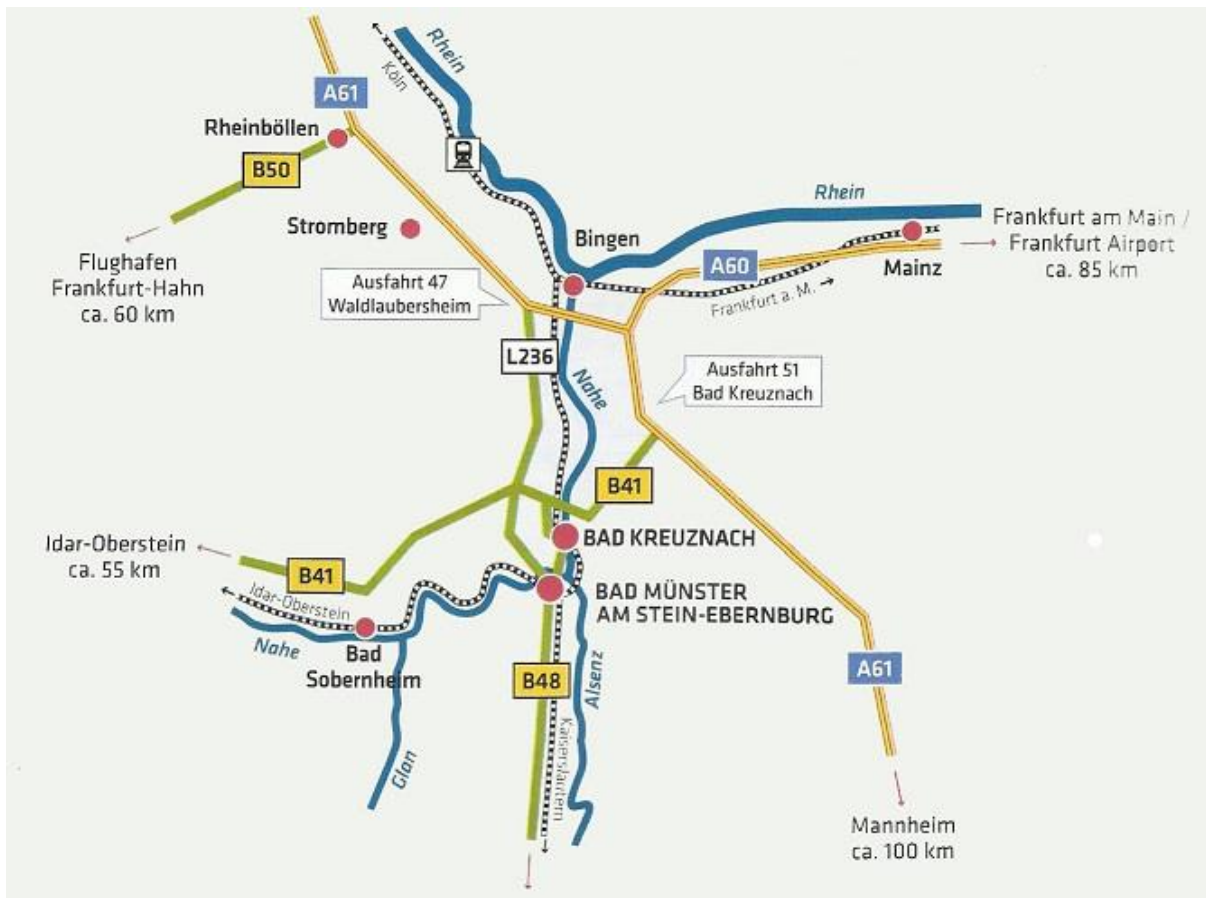 Rhein
Köln
A61
Rheinböllen
B50
Stromberg
Flughafen
Frankfurt-Hahn
ca. 60 km
Ausfahrt 47
Waldlaubersheim
Bingen
Rhein
A60
Mainz
Frankfurt a. M.
Frankfurt am Main /
Frankfurt Airport
ca. 85 km
L236
Nahe
Ausfahrt 51
Bad Kreuznach
B41
BAD KREUZNACH
Idar-Oberstein
ca. 55 km
B41
Idar-Oberstein
Nahe
Bad
Sobernheim
BAD MÜNSTER
AM STEIN-EBERNBURG
B48
Alsenz
Kaiserslautern
Glan
A61
Mannheim
ca. 100 km